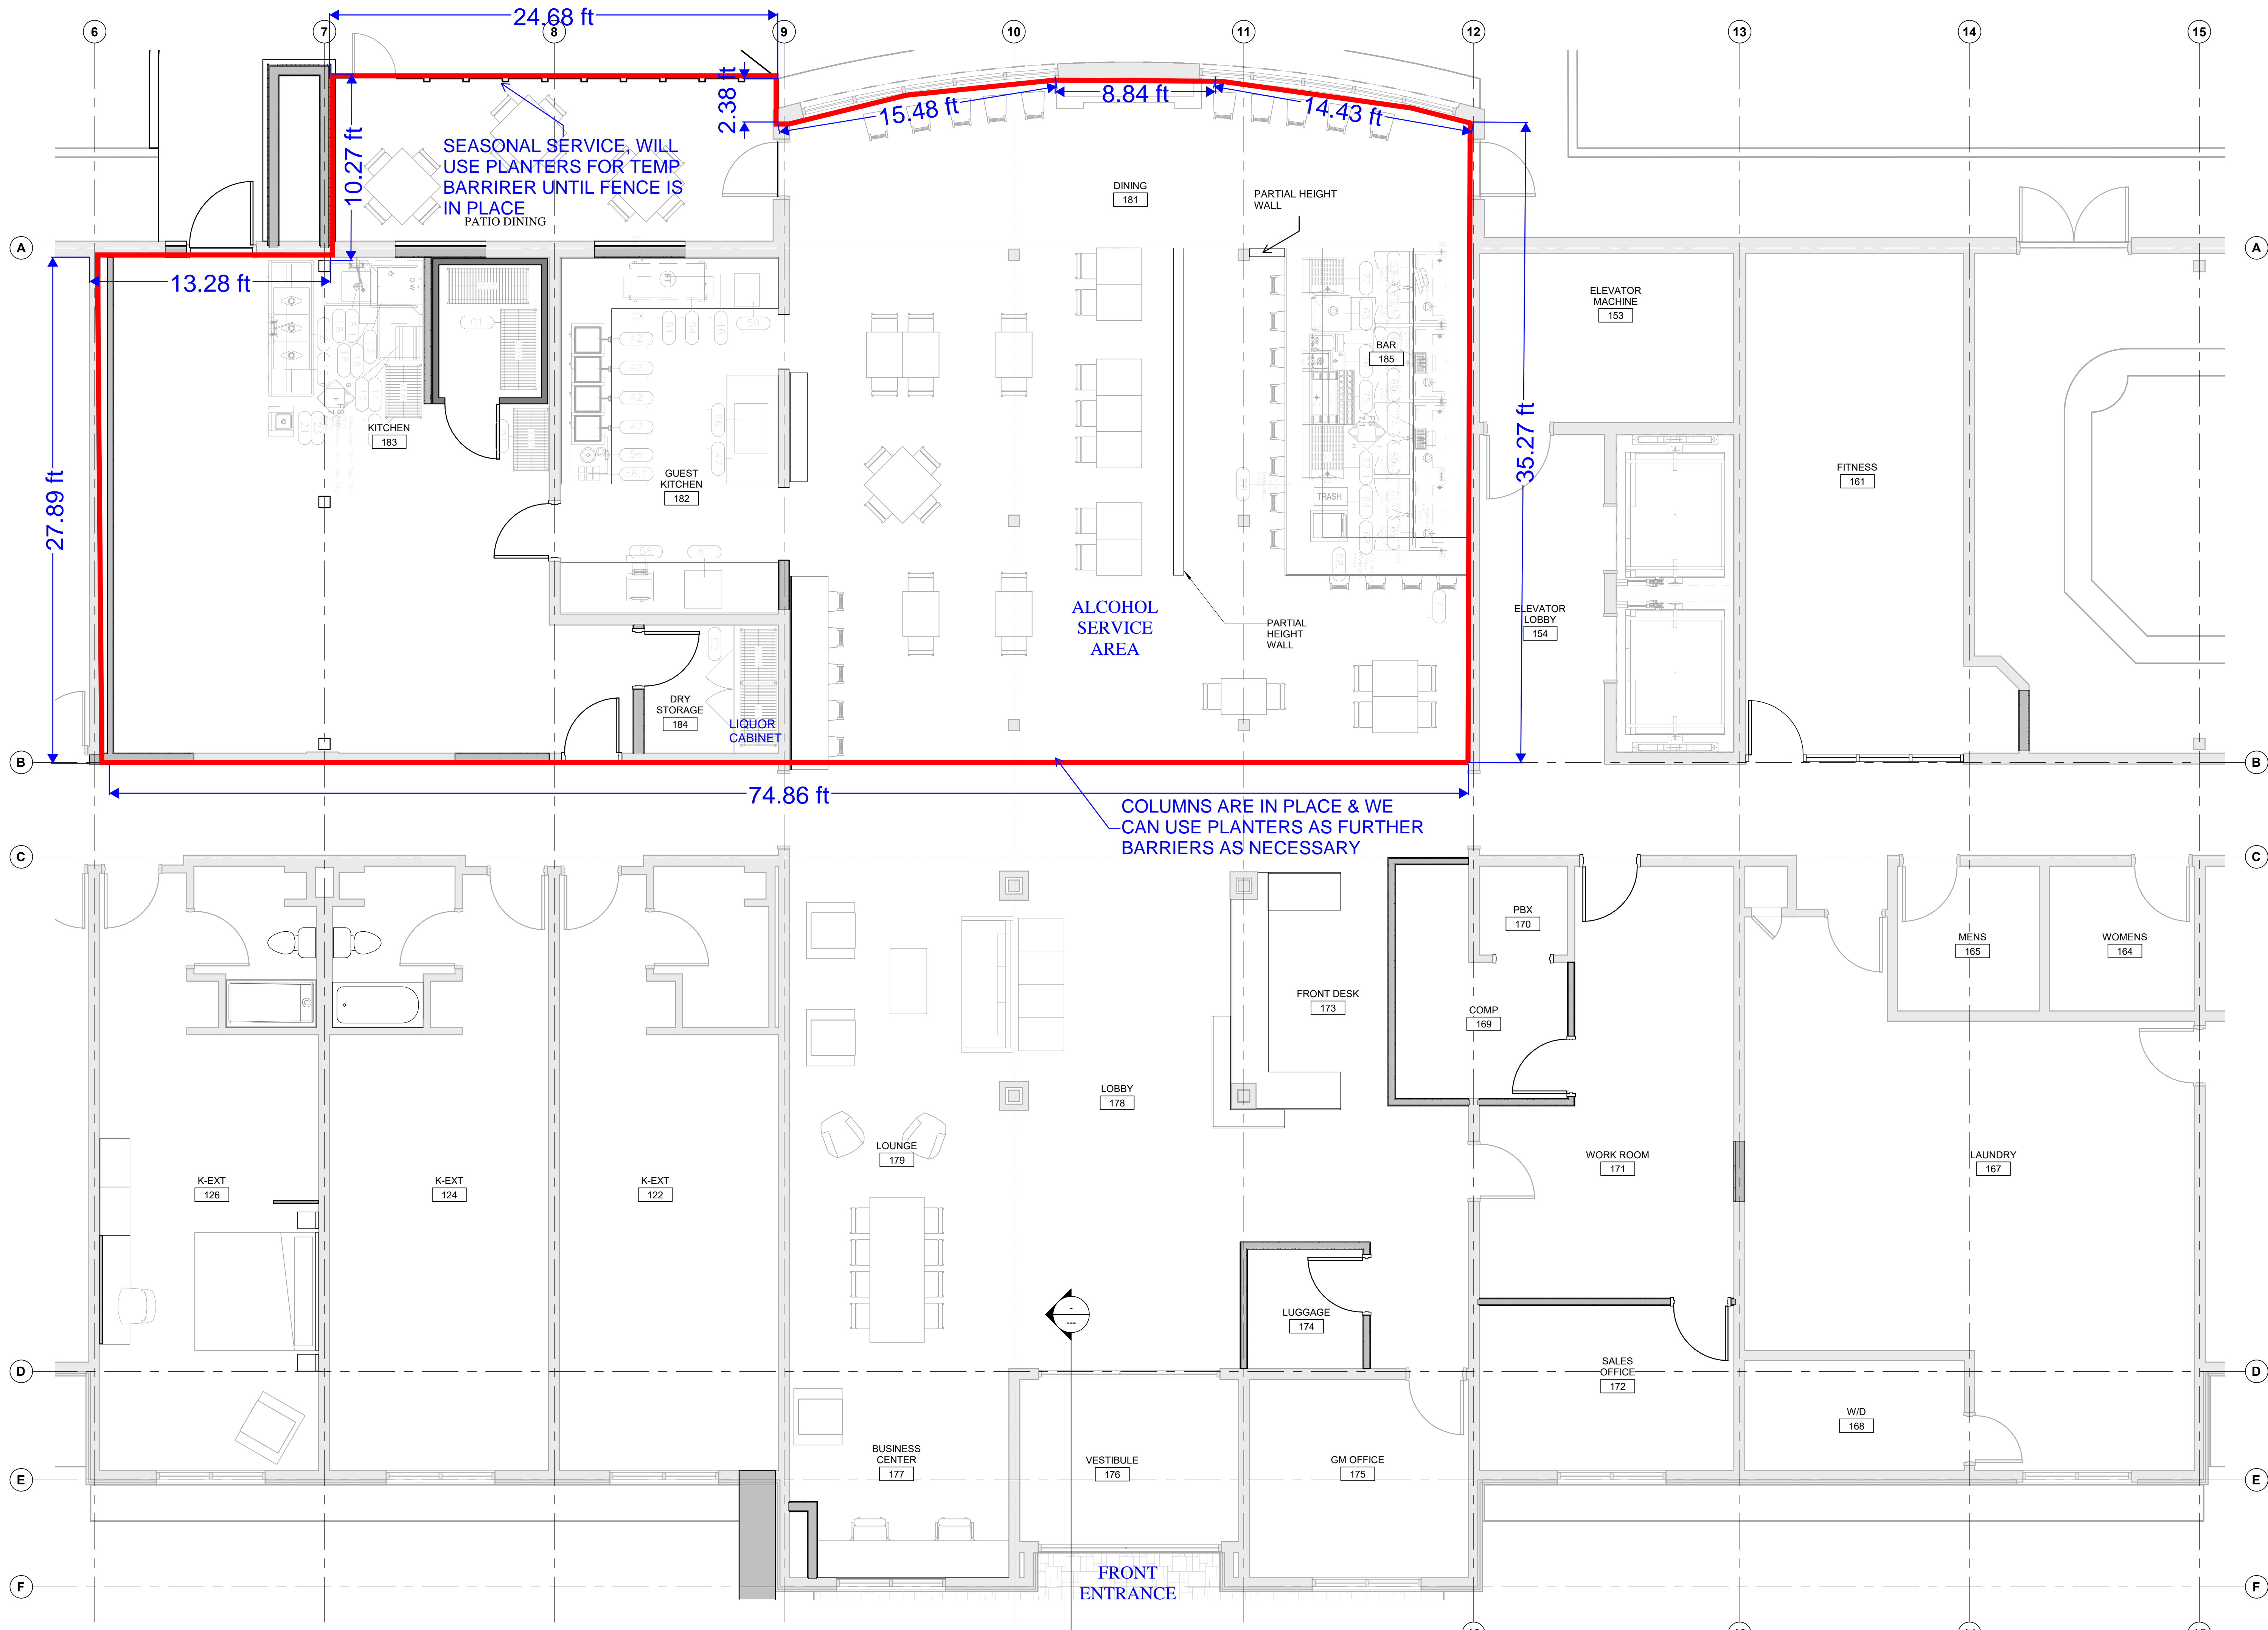 24.68 ft
6
7
8
9
10
11
12
13
14
15
2.38 ft
15.48 ft
8.84 ft
14.43 ft
10.27 ft
SEASONAL SERVICE, WILL
USE PLANTERS FOR TEMP
BARRIRER UNTIL FENCE IS
IN PLACE
PATIO DINING
DINING
181
PARTIAL HEIGHT
WALL
A
A
13.28 ft
ELEVATOR
MACHINE
153
BAR
185
KITCHEN
183
GUEST
KITCHEN
182
42
42
42
42
TRASH
27.89 ft
35.27 ft
FITNESS
161
ALCOHOL
SERVICE
AREA
PARTIAL
HEIGHT
WALL
ELEVATOR
LOBBY
154
DRY
STORAGE
184
LIQUOR
CABINET
B
B
74.86 ft
COLUMNS ARE IN PLACE & WE
CAN USE PLANTERS AS FURTHER
BARRIERS AS NECESSARY
C
C
PBX
170
MENS
165
WOMENS
164
FRONT DESK
173
COMP
169
LOBBY
178
LOUNGE
179
WORK ROOM
171
LAUNDRY
167
K-EXT
126
K-EXT
124
K-EXT
122
-
---
LUGGAGE
174
D
D
SALES
OFFICE
172
W/D
168
BUSINESS
CENTER
177
VESTIBULE
176
GM OFFICE
175
E
E
FRONT
ENTRANCE
F
F